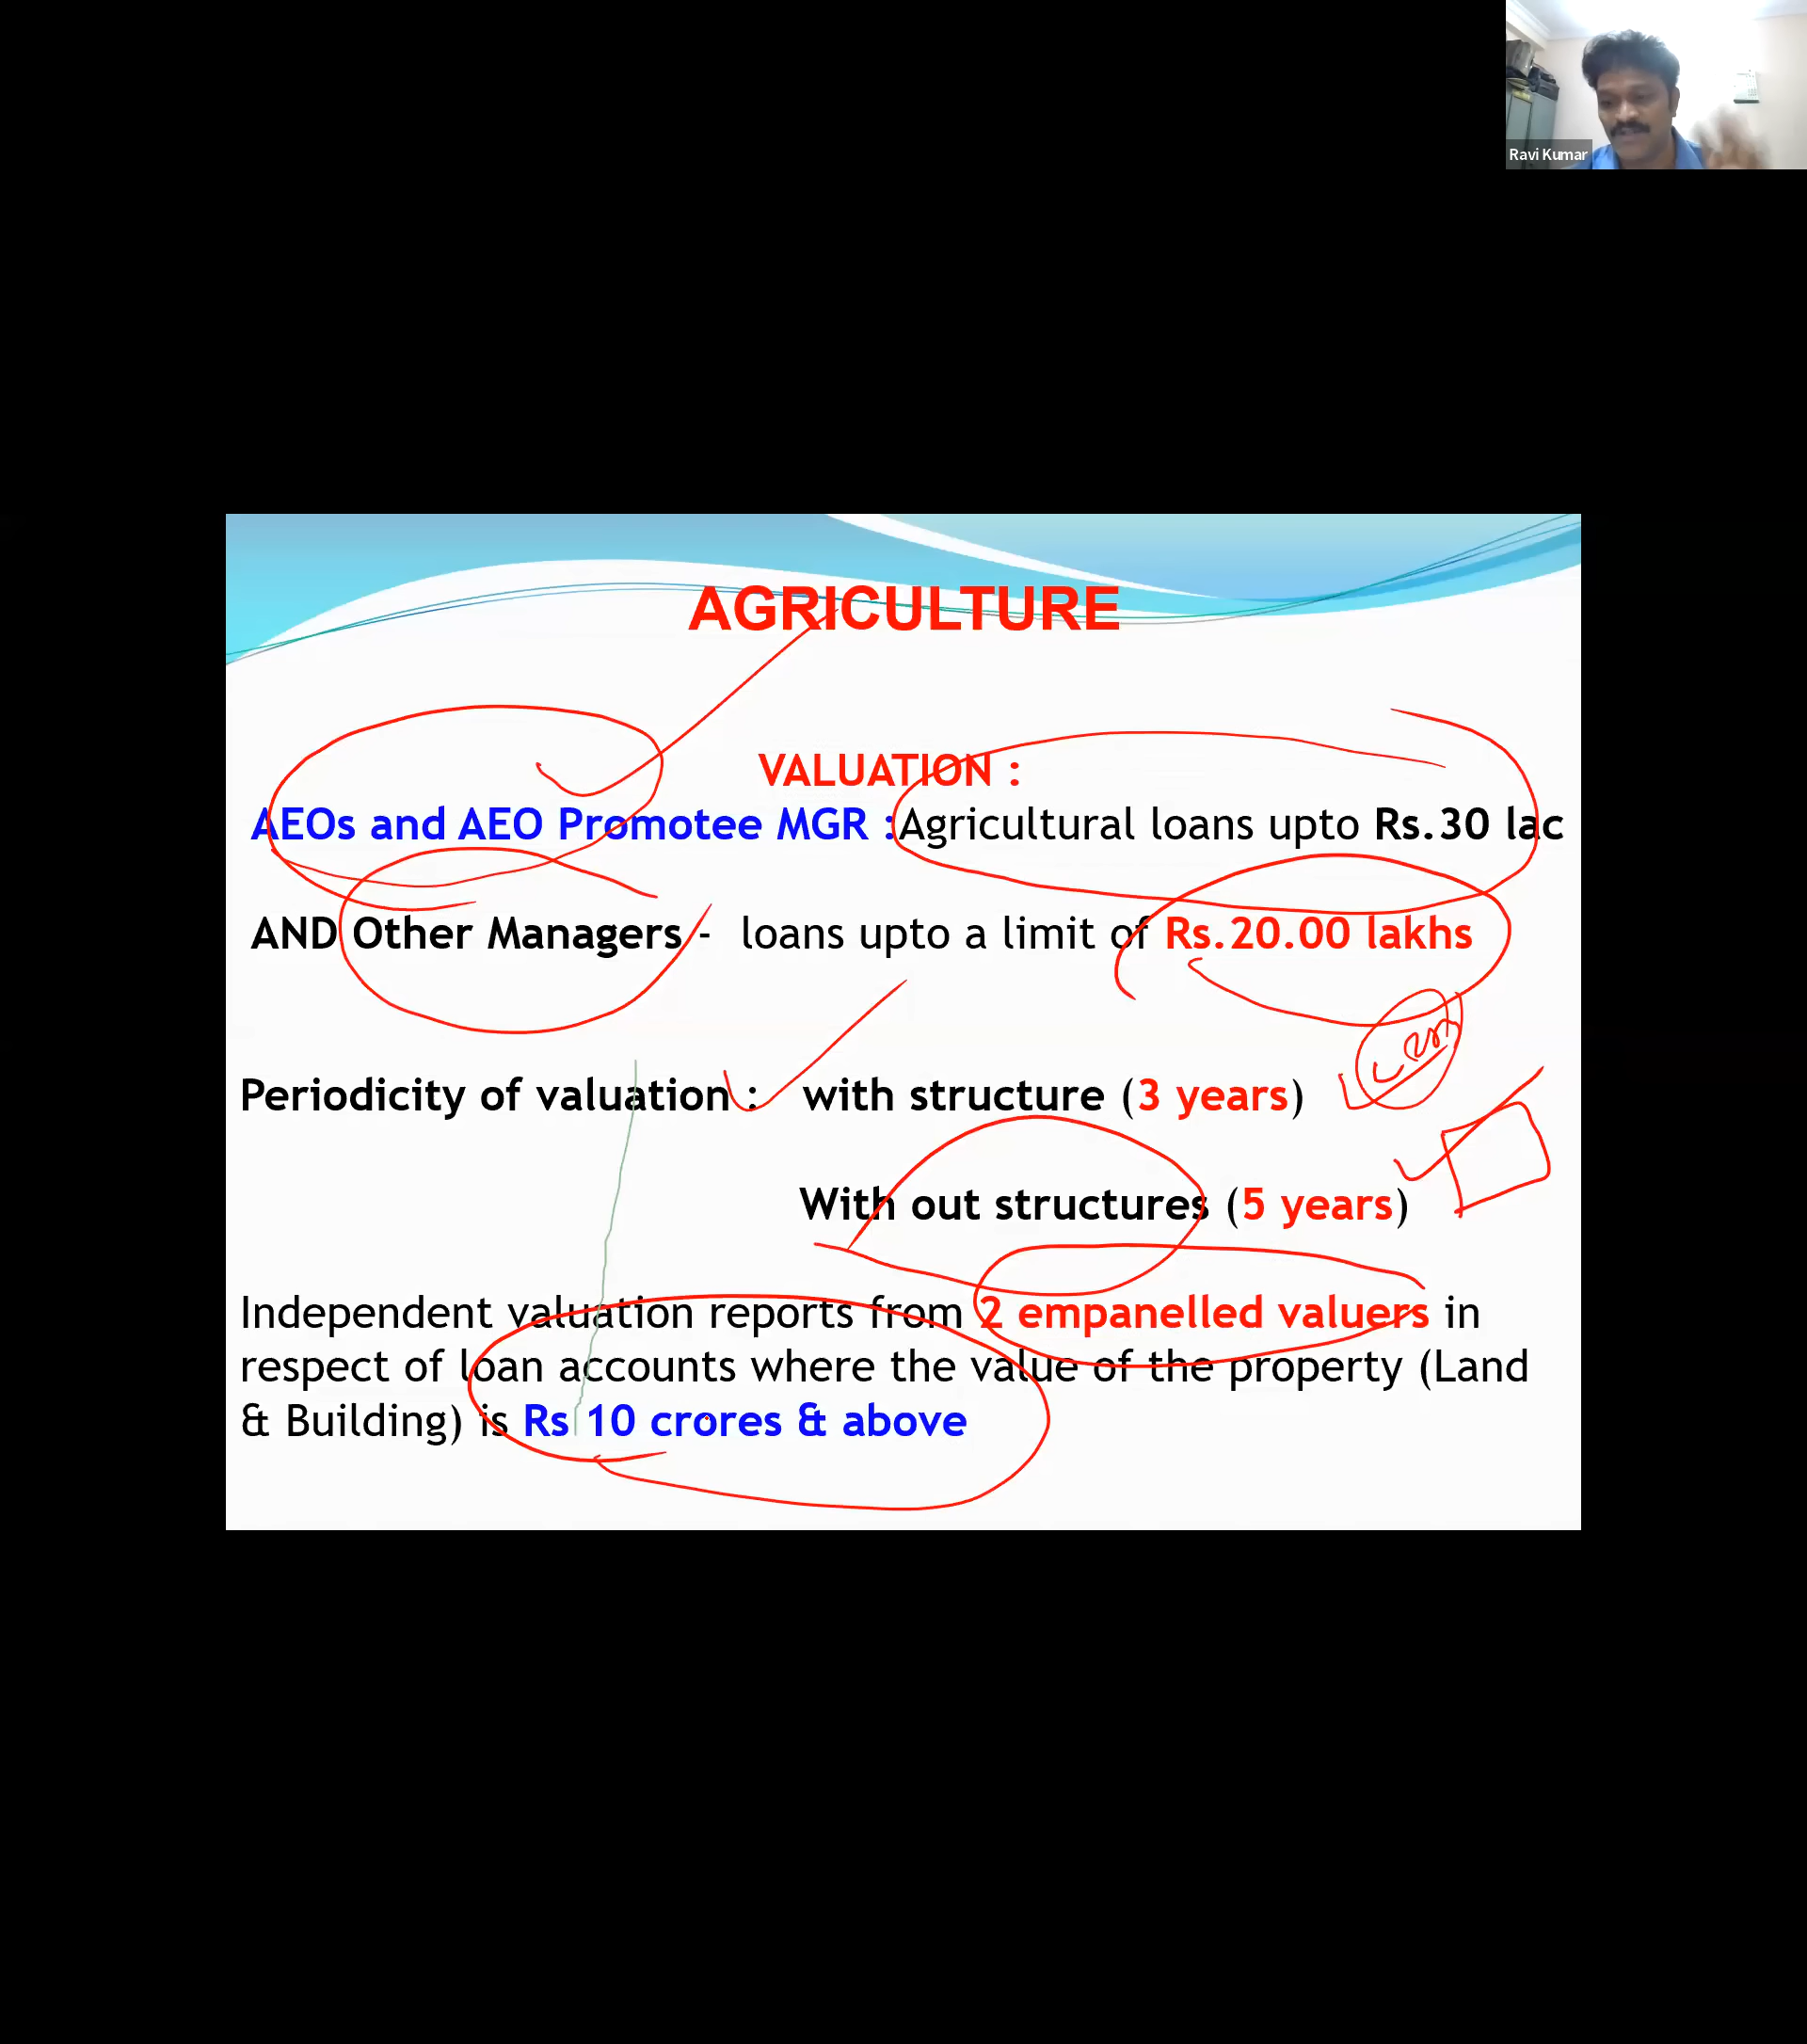 Ravi Kumar
AGRICULTURE
VALUATION :
AEOs and AEO Promotee MGR :Agricultural loans upto Rs.30 lac
AND Other Managers - loans upto a limit of Rs.20.00 lakhs
Periodicity of valuation : with structure (3 years)
With out structures (5 years)
Independent valuation reports from 2 empanelled valuers in
respect of loan accounts where the value of the property (Land
& Building) is Rs 10 crores & above